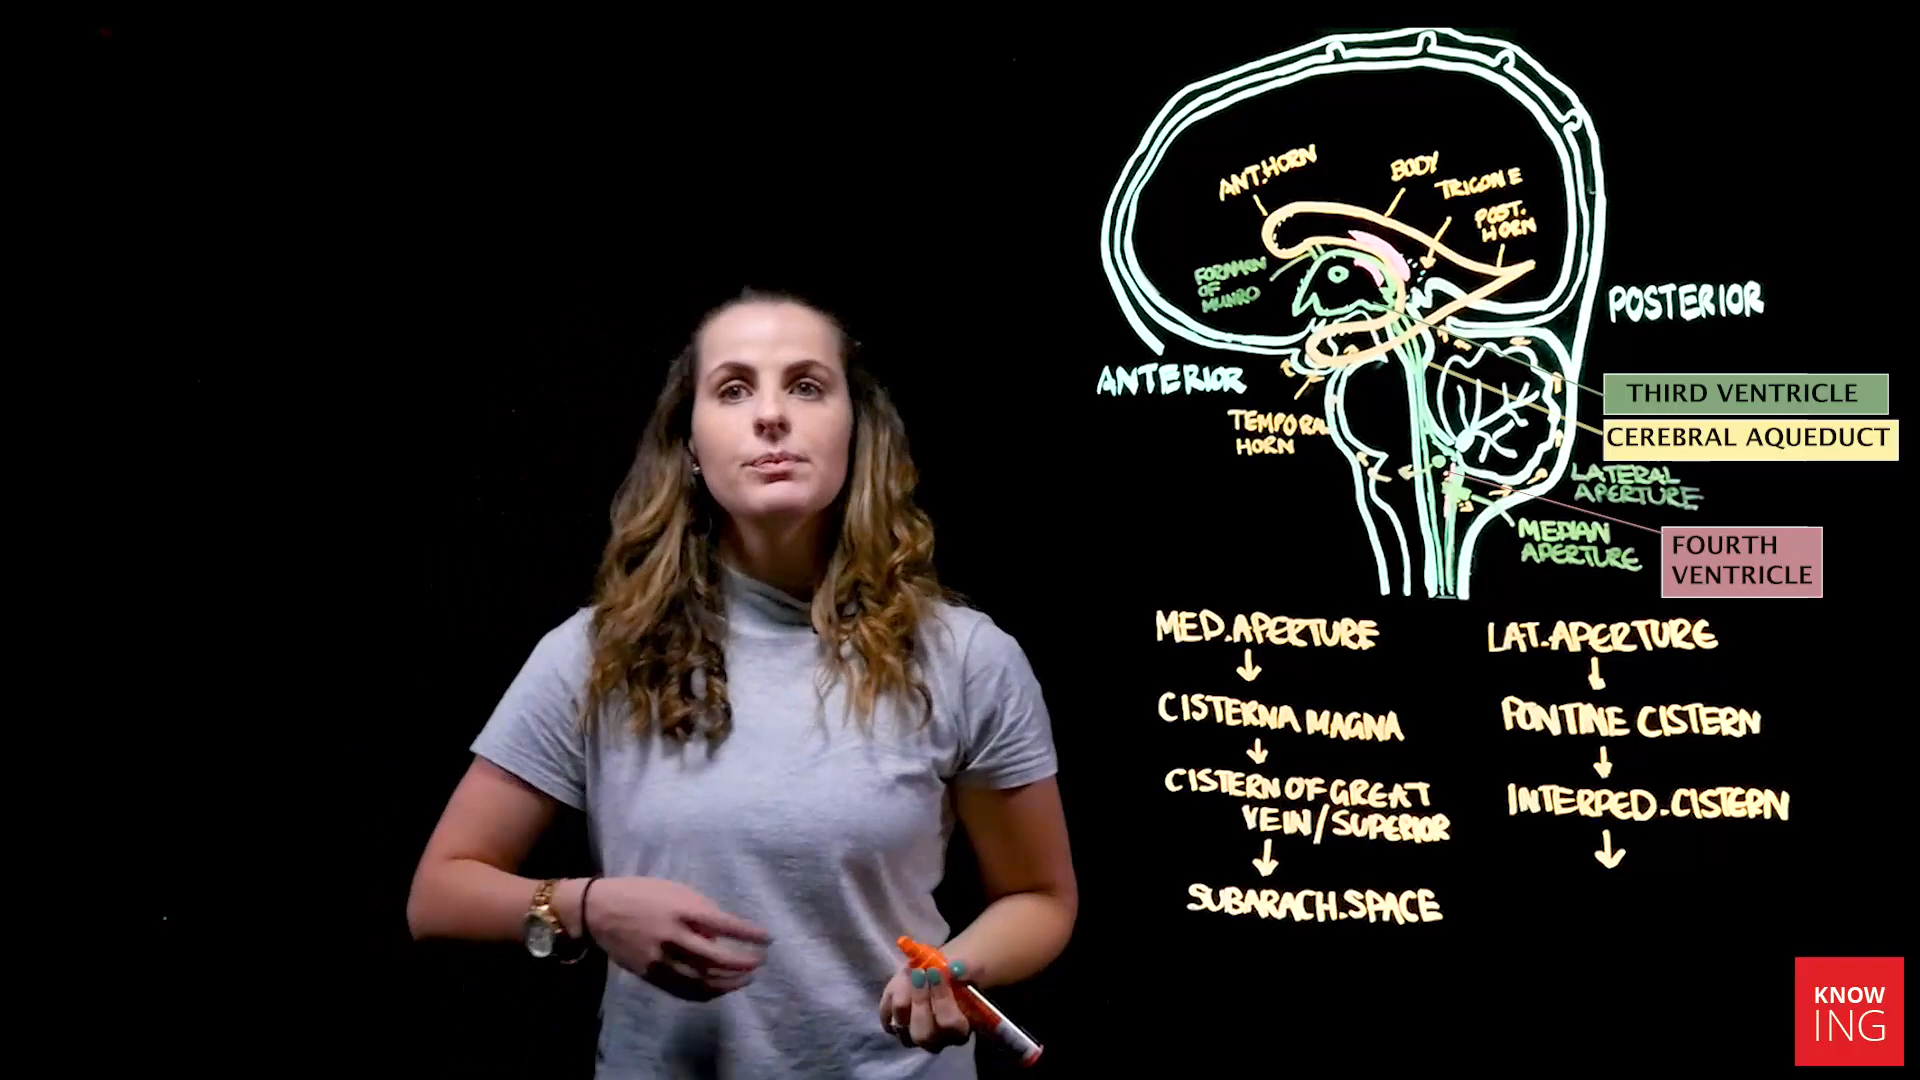 ANT.HORN
BODY
TRIGONE
POST.
HORN
FORMAEN
OF
MUNRO
POSTERIOR
ANTERIOR
THIRD VENTRICLE
CEREBRAL AQUEDUCT
TEMPORAL
HORN
LATERAL
APERTURE
MEDIAN
APERTURE
FOURTH
VENTRICLE
MED.APERTURE
↓
CISTERNA MAGNA
↓
CISTERN OF GREAT
VEIN/SUPERIOR
↓
SUBARACH.SPACE
LAT.APERTURE
↓
PONTINE CISTERN
↓
INTERPED.CISTERN
↓
KNOW
ING